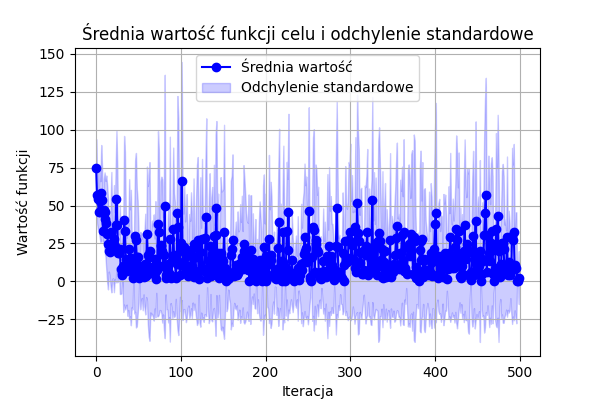 Średnia wartość funkcji celu i odchylenie standardowe
Średnia wartość
Odchylenie standardowe
Wartość funkcji
150
125
100
75
50
25
0
−25
0 100 200 300 400 500
Iteracja